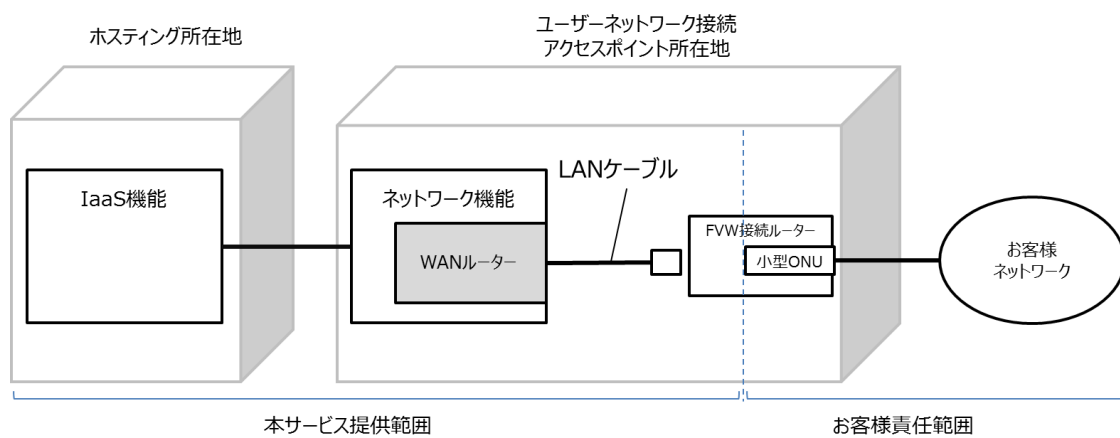 ホスティング所在地
ユーザーネットワーク接続
アクセスポイント所在地
IaaS機能
ネットワーク機能
WANルーター
LANケーブル
FVW接続ルーター
小型ONU
お客様
ネットワーク
本サービス提供範囲
お客様責任範囲